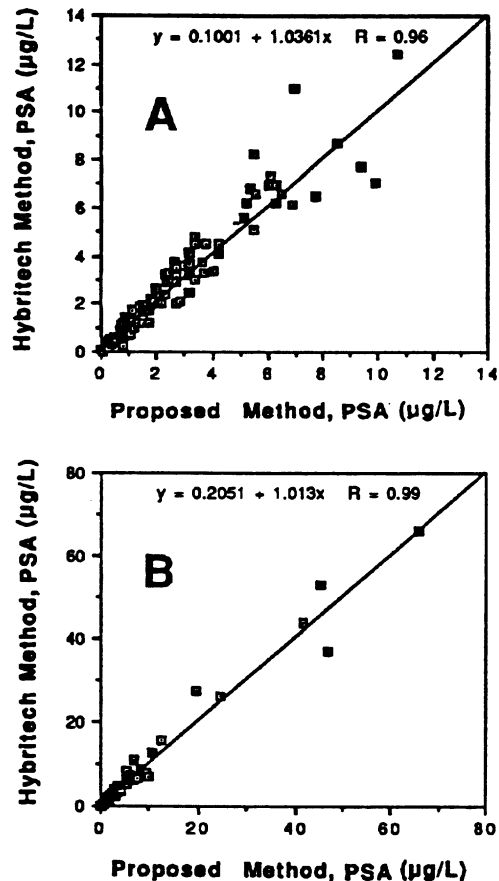 y = 0.1001 + 1.0361x R = 0.96
A
Hybritech Method, PSA (µg/L)
14
12
10
8
6
4
2
0
0 2 4 6 8 10 12 14
Proposed Method, PSA (µg/L)
y = 0.2051 + 1.013x R = 0.99
B
Hybritech Method, PSA (µg/L)
80
60
40
20
0
0 20 40 60 80
Proposed Method, PSA (µg/L)